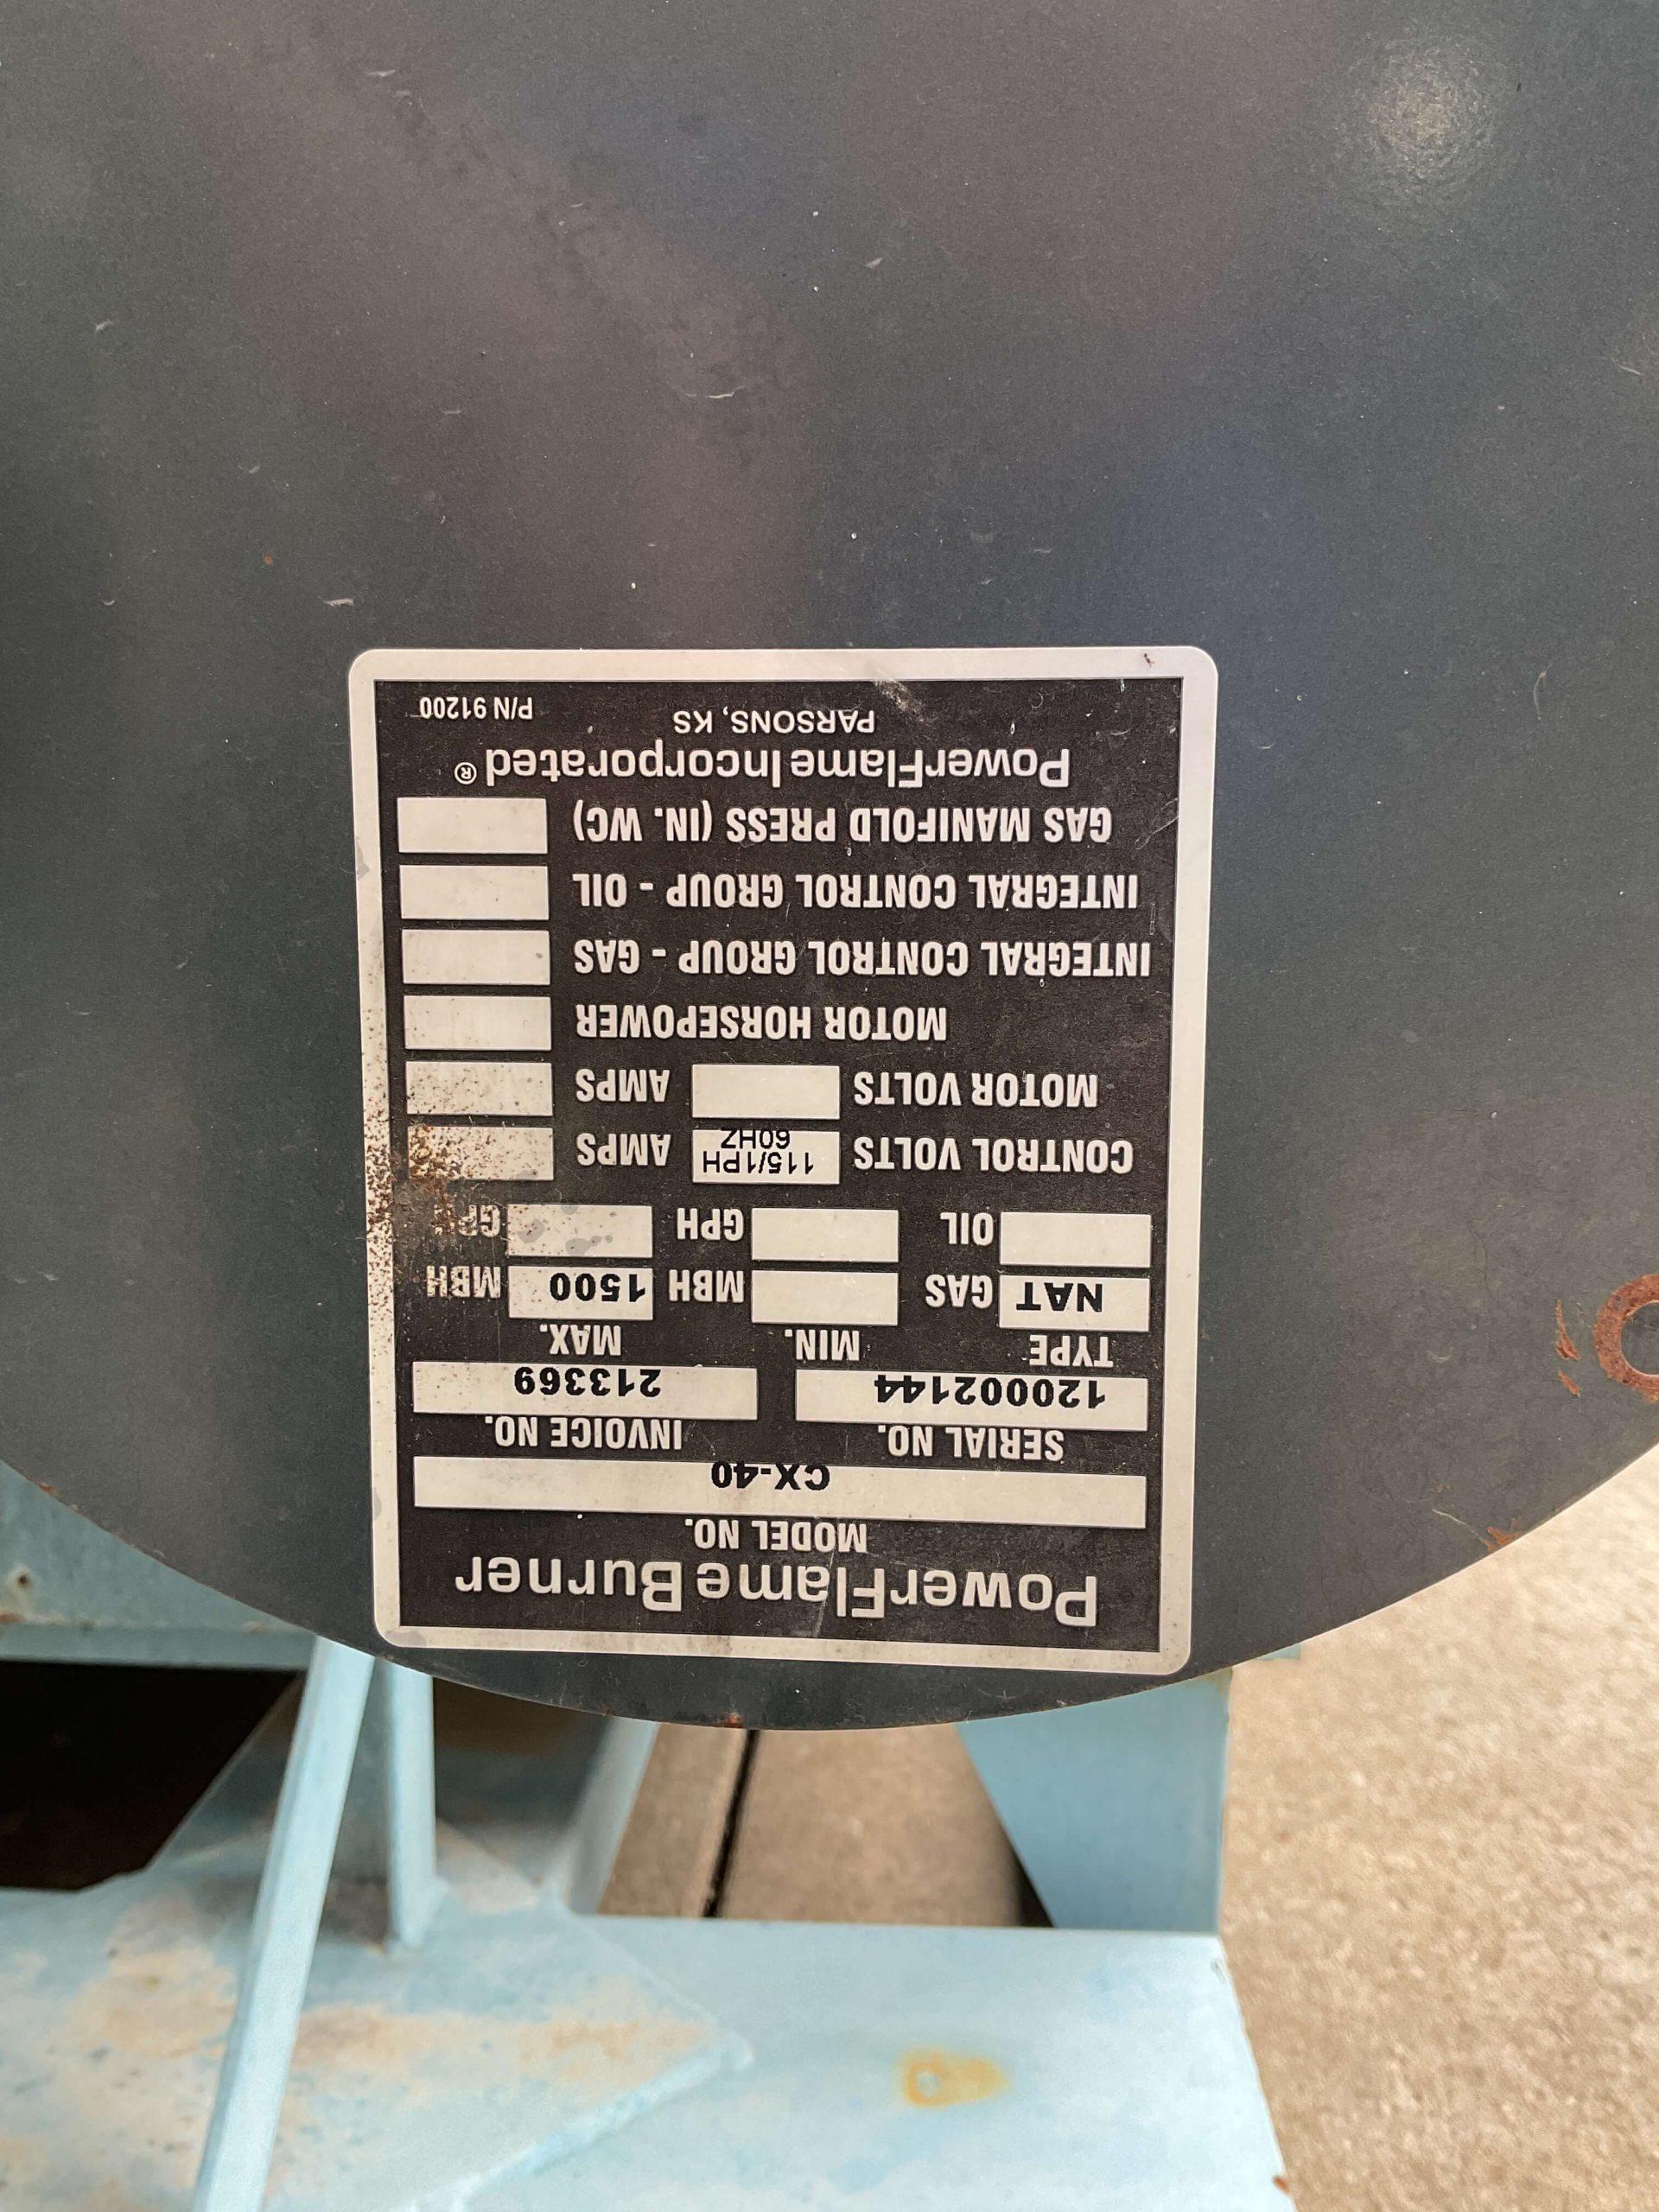 PowerFlame Burner
MODEL NO.
CX-40
SERIAL NO. INVOICE NO.
120002144 213369
TYPE MIN. MAX.
NAT GAS MBH 1500 MBH
OIL GPH GPH
CONTROL VOLTS 115/1PH AMPS
60HZ
MOTOR VOLTS AMPS
MOTOR HORSEPOWER
INTEGRAL CONTROL GROUP - GAS
INTEGRAL CONTROL GROUP - OIL
GAS MANIFOLD PRESS (IN. WC)
PowerFlame Incorporated ®
PARSONS, KS
P/N 91200